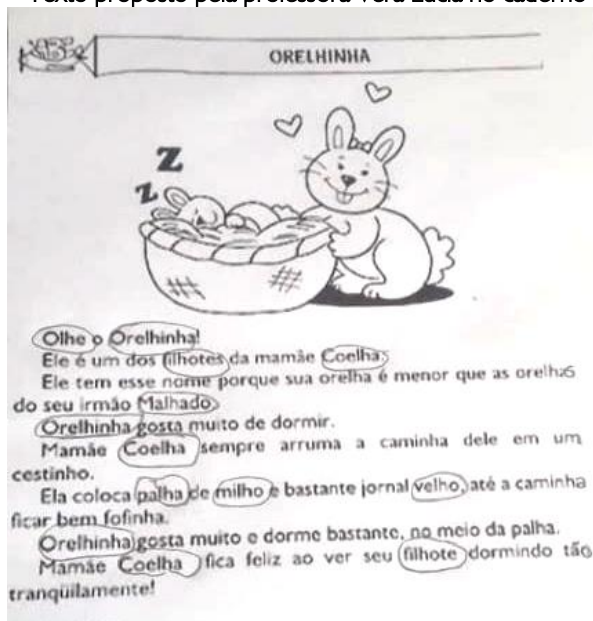 Texto proposto pela professora Vera Lúcia no caderno
ORELHINHA
Z
Z
Olhe o Orelhinha!
Ele é um dos filhotes da mamãe Coelha;
Ele tem esse nome porque sua orelha é menor que as orelhas
do seu irmão Malhado.
Orelhinha gosta muito de dormir.
Mamãe Coelha sempre arruma a caminha dele em um
cestinho.
Ela coloca palha de milho e bastante jornal velho, até a caminha
ficar bem fofinha.
Orelhinha gosta muito e dorme bastante, no meio da palha.
Mamãe Coelha fica feliz ao ver seu filhote dormindo tão
tranqüilamente!